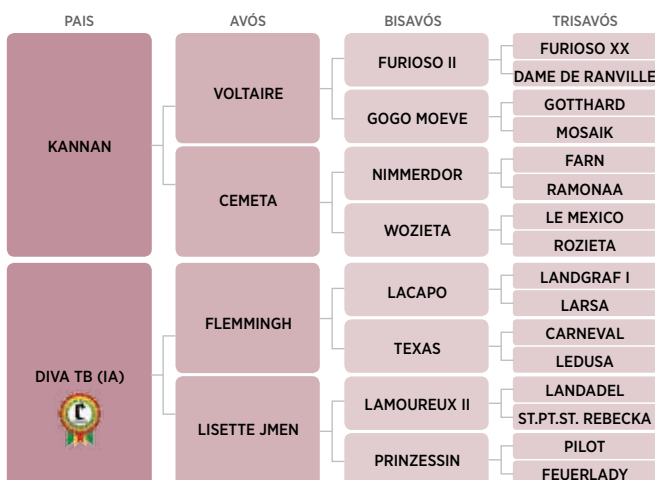 PAIS
AVÓS
BISAVÓS
TRISAVÓS
KANNAN
VOLTAIRE
CEMETA
FURIOSO II
GOGO MOEVE
NIMMERDOR
WOZIETA
FURIOSO XX
DAME DE RANVILLE
GOTTHARD
MOSAIK
FARN
RAMONAA
LE MEXICO
ROZIETA
DIVA TB (IA)
C
FLEMMINGH
LISETTE JMEN
LACAPO
TEXAS
LAMOUREUX II
PRINZESSIN
LANDGRAF I
LARSA
CARNEVAL
LEDUSA
LANDADEL
ST.PT.ST. REBECKA
PILOT
FEUERLADY